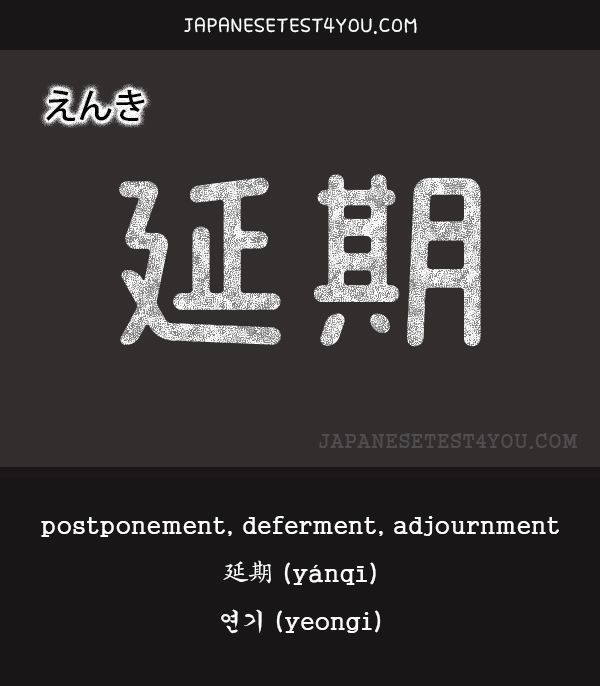 JAPANESETEST4YOU.COM
えんき
延期
JAPANESETEST4YOU.COM
postponement, deferment, adjournment
延期 (yánqī)
연기 (yeongi)